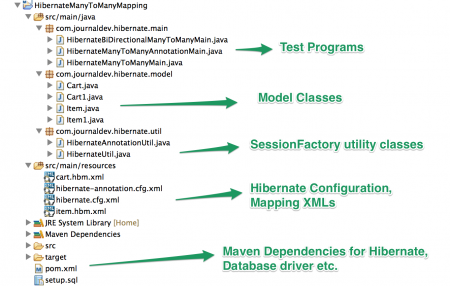 HibernateManyToManyMapping
src/main/java
com.journaldev.hibernate.main
HibernateBiDirectionalManyToManyMain.java
HibernateManyToManyAnnotationMain.java
HibernateManyToManyMain.java
Test Programs
com.journaldev.hibernate.model
Cart.java
Cart1.java
Item.java
Item1.java
Model Classes
com.journaldev.hibernate.util
HibernateAnnotationUtil.java
HibernateUtil.java
SessionFactory utility classes
src/main/resources
cart.hbm.xml
hibernate-annotation.cfg.xml
hibernate.cfg.xml
item.hbm.xml
Hibernate Configuration,
Mapping XMLs
JRE System Library [Home]
Maven Dependencies
src
target
pom.xml
setup.sql
Maven Dependencies for Hibernate,
Database driver etc.